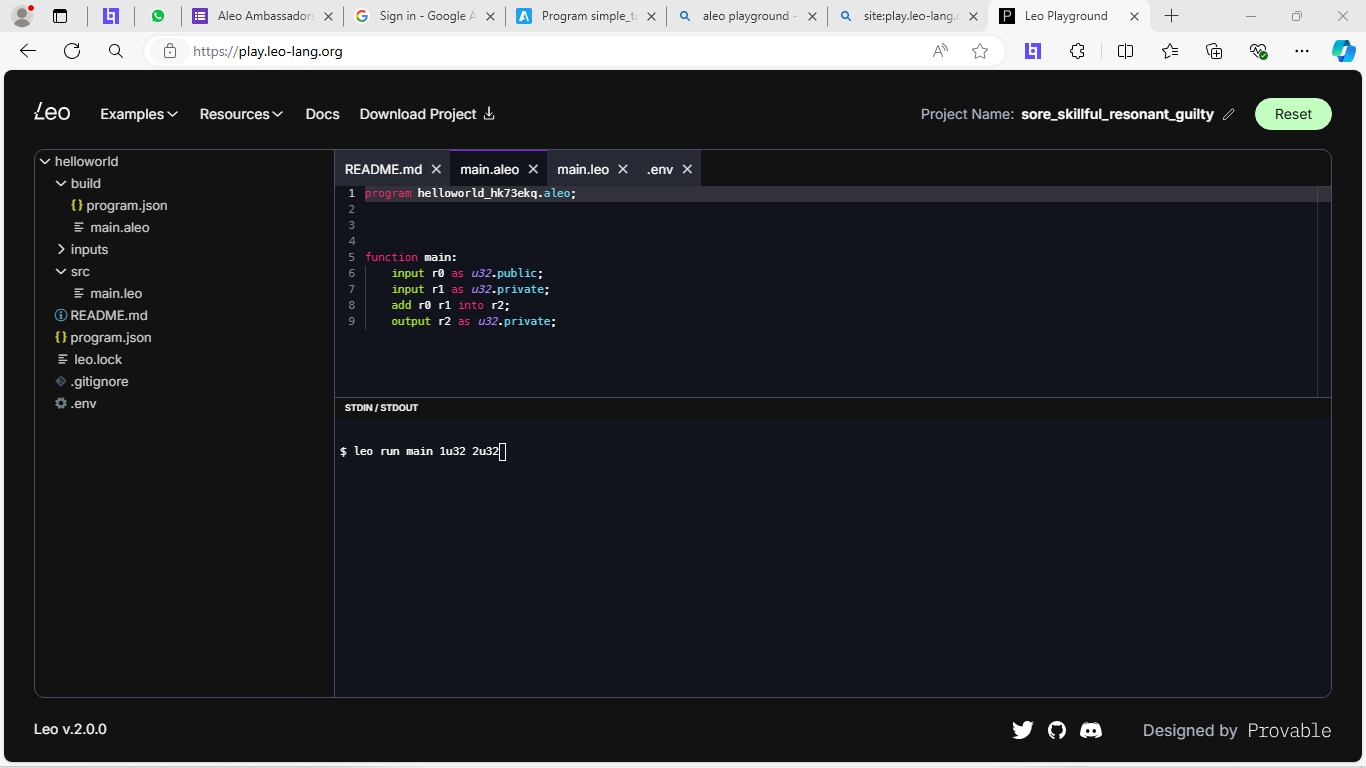 Aleo Ambassadors
Sign in - Google A
Program simple_to
aleo playground -
site:play.leo-lang.o
Leo Playground
https://play.leo-lang.org
Leo
Examples
Resources
Docs
Download Project
Project Name: sore_skillful_resonant_guilty
Reset
helloworld
build
program.json
main.aleo
inputs
src
main.leo
README.md
program.json
leo.lock
.gitignore
.env
README.md
main.aleo
main.leo
.env
1 program helloworld_hk73ekq.aleo;
2
3
4
5 function main:
6 input r0 as u32.public;
7 input r1 as u32.private;
8 add r0 r1 into r2;
9 output r2 as u32.private;
STDIN / STDOUT
$ leo run main 1u32 2u32
Leo v.2.0.0
Designed by Provable